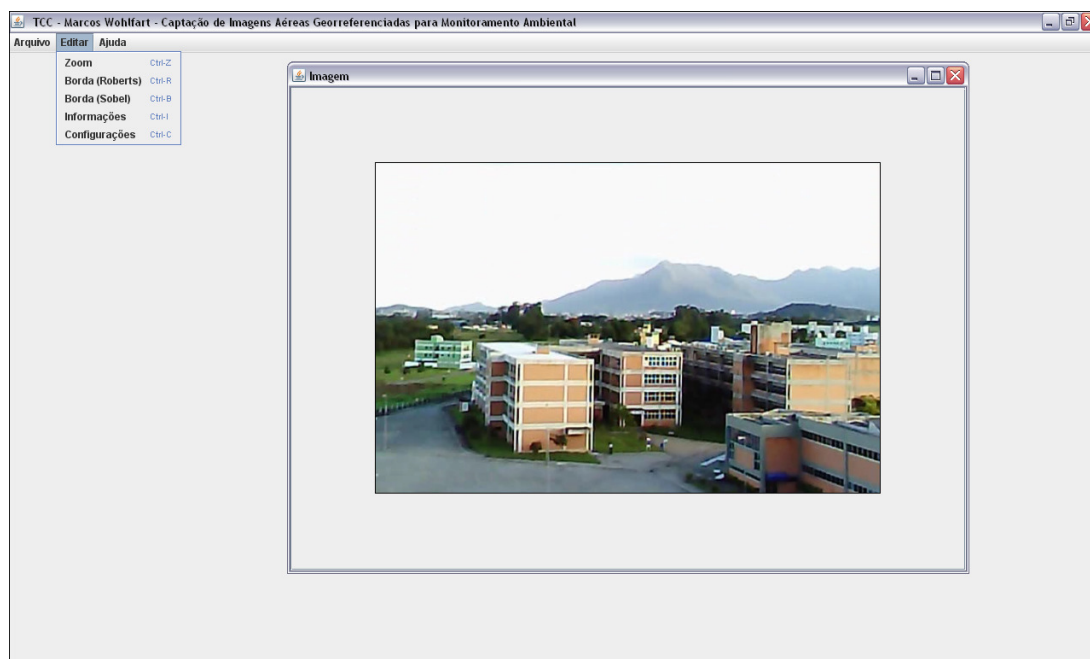 TCC - Marcos Wohlfart - Captação de Imagens Aéreas Georreferenciadas para Monitoramento Ambiental
Arquivo Editar Ajuda
Zoom Ctrl-Z
Borda (Roberts) Ctrl-R
Borda (Sobel) Ctrl-B
Informações Ctrl-I
Configurações Ctrl-C
Imagem